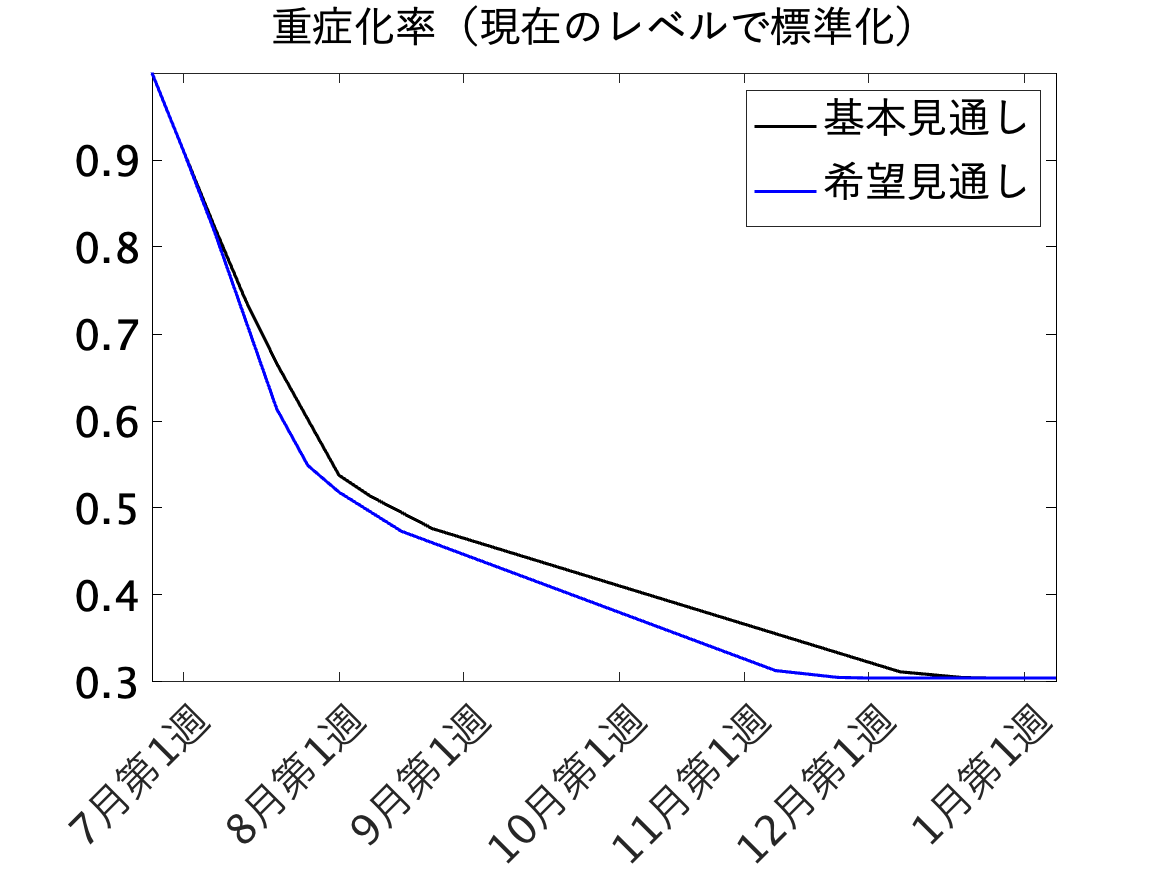 重症化率（現在のレベルで標準化）
基本見通し
希望見通し
0.9
0.8
0.7
0.6
0.5
0.4
0.3
7月第1週
8月第1週
9月第1週
10月第1週
11月第1週
12月第1週
1月第1週